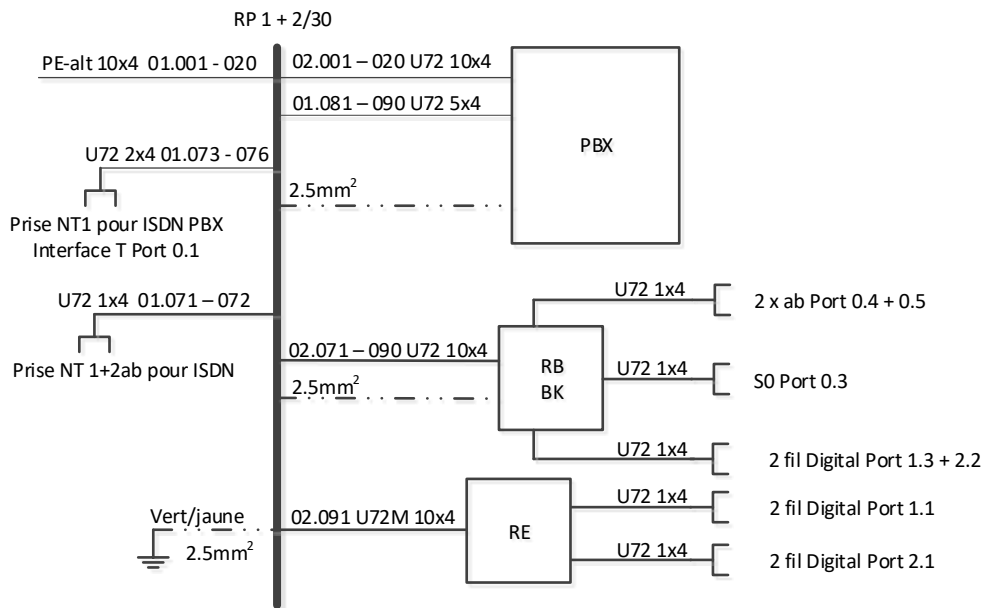 RP 1 + 2/30
PE-alt 10x4 01.001 - 020
02.001 – 020 U72 10x4
01.081 – 090 U72 5x4
PBX
U72 2x4 01.073 - 076
2.5mm²
Prise NT1 pour ISDN PBX
Interface T Port 0.1
U72 1x4 01.071 – 072
Prise NT 1+2ab pour ISDN
U72 1x4
2 x ab Port 0.4 + 0.5
02.071 – 090 U72 10x4
RB
BK
U72 1x4
S0 Port 0.3
2.5mm²
U72 1x4
2 fil Digital Port 1.3 + 2.2
Vert/jaune
2.5mm²
02.091 U72M 10x4
RE
U72 1x4
2 fil Digital Port 1.1
U72 1x4
2 fil Digital Port 2.1